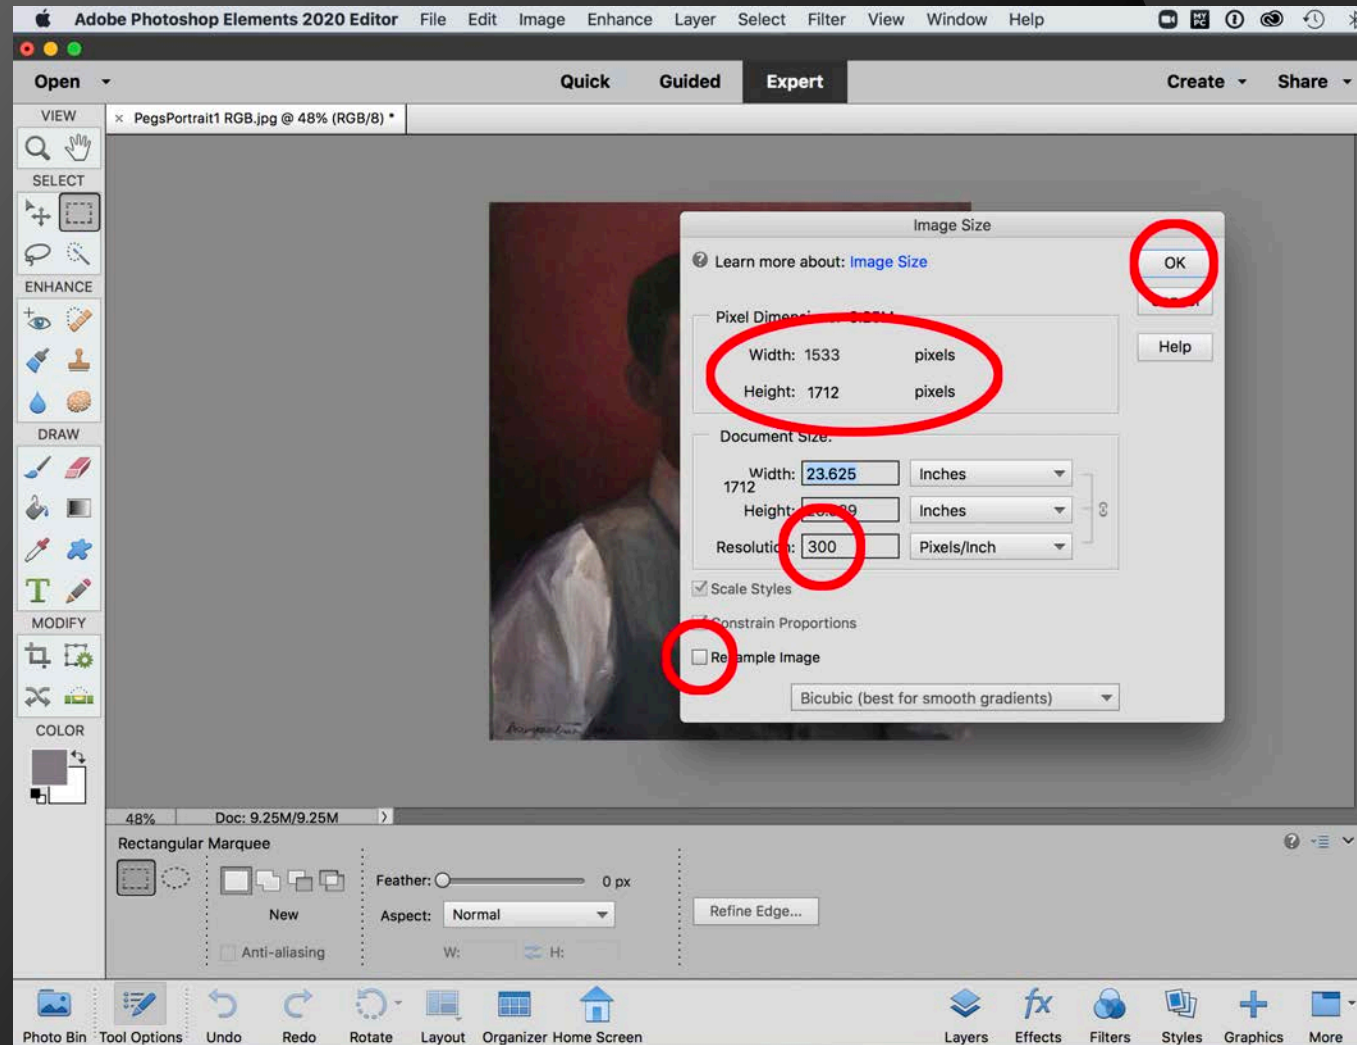 Adobe Photoshop Elements 2020 Editor File Edit Image Enhance Layer Select Filter View Window Help
Open Quick Guided Expert Create Share
VIEW
× PegsPortrait1 RGB.jpg @ 48% (RGB/8) *
SELECT
ENHANCE
DRAW
MODIFY
COLOR
Image Size
Learn more about: Image Size
OK
Pixel
Width: 1533 pixels
Help
Height: 1712 pixels
Document Size:
Width: 23.625 Inches
1712
Height: Inches
Resolution: 300 Pixels/Inch
Scale Styles
Constrain Proportions
Resample Image
Bicubic (best for smooth gradients)
48% Doc: 9.25M/9.25M
Rectangular Marquee
Feather: 0 px
New
Aspect: Normal
Refine Edge...
Anti-aliasing
W: H:
Photo Bin Tool Options Undo Redo Rotate Layout Organizer Home Screen Layers Effects Filters Styles Graphics More